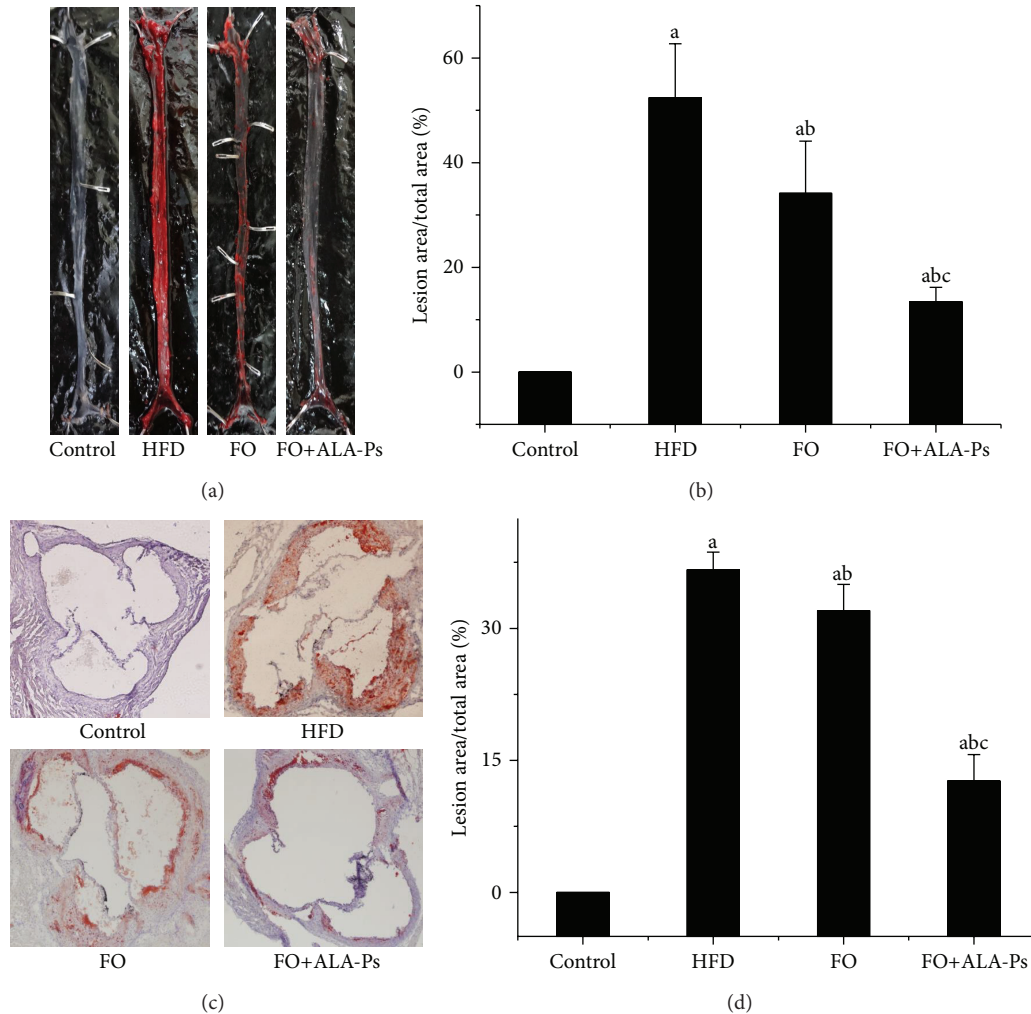 Control HFD FO FO+ALA-Ps
(a)
Lesion area/total area (%)
60
40
20
0
a
ab
abc
Control HFD FO FO+ALA-Ps
(b)
Control HFD
FO FO+ALA-Ps
(c)
Lesion area/total area (%)
30
15
0
a
ab
abc
Control HFD FO FO+ALA-Ps
(d)